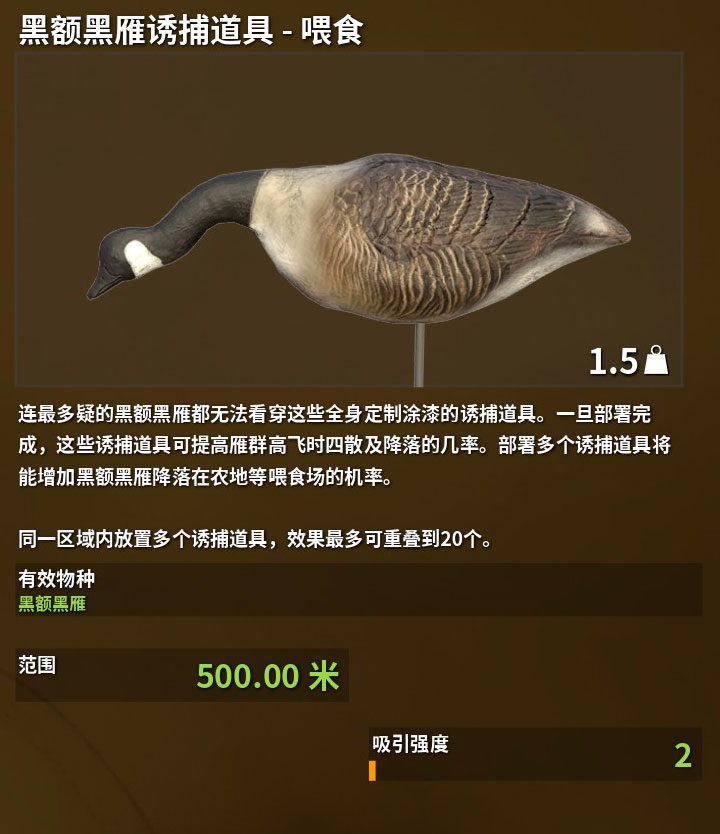 黑额黑雁诱捕道具 - 喂食
1.5
连最多疑的黑额黑雁都无法看穿这些全身定制涂漆的诱捕道具。一旦部署完
成，这些诱捕道具可提高雁群高飞时四散及降落的几率。部署多个诱捕道具将
能增加黑额黑雁降落在农地等喂食场的机率。
同一区域内放置多个诱捕道具，效果最多可重叠到20个。
有效物种
黑额黑雁
范围
500.00 米
吸引强度
2